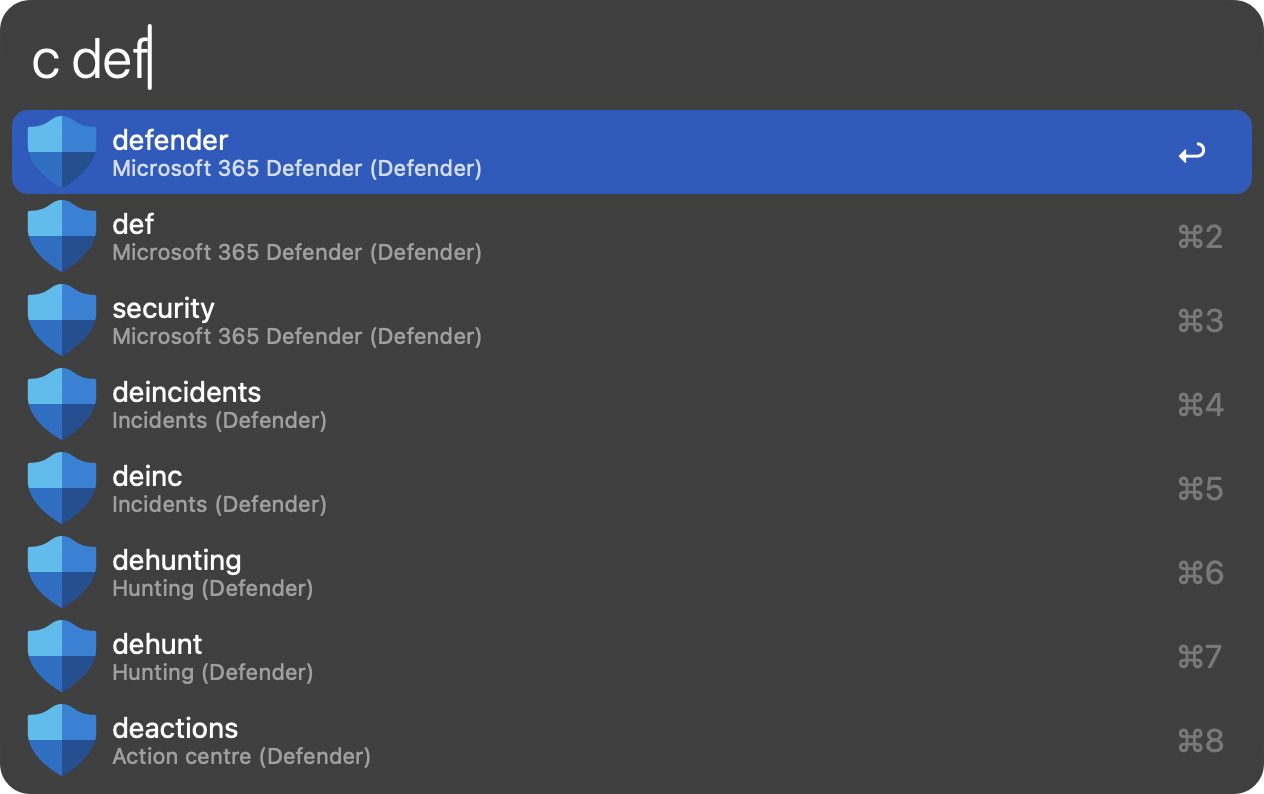 c def
defender
Microsoft 365 Defender (Defender)
↩
def
Microsoft 365 Defender (Defender)
⌘2
security
Microsoft 365 Defender (Defender)
⌘3
deincidents
Incidents (Defender)
⌘4
deinc
Incidents (Defender)
⌘5
dehunting
Hunting (Defender)
⌘6
dehunt
Hunting (Defender)
⌘7
deactions
Action centre (Defender)
⌘8